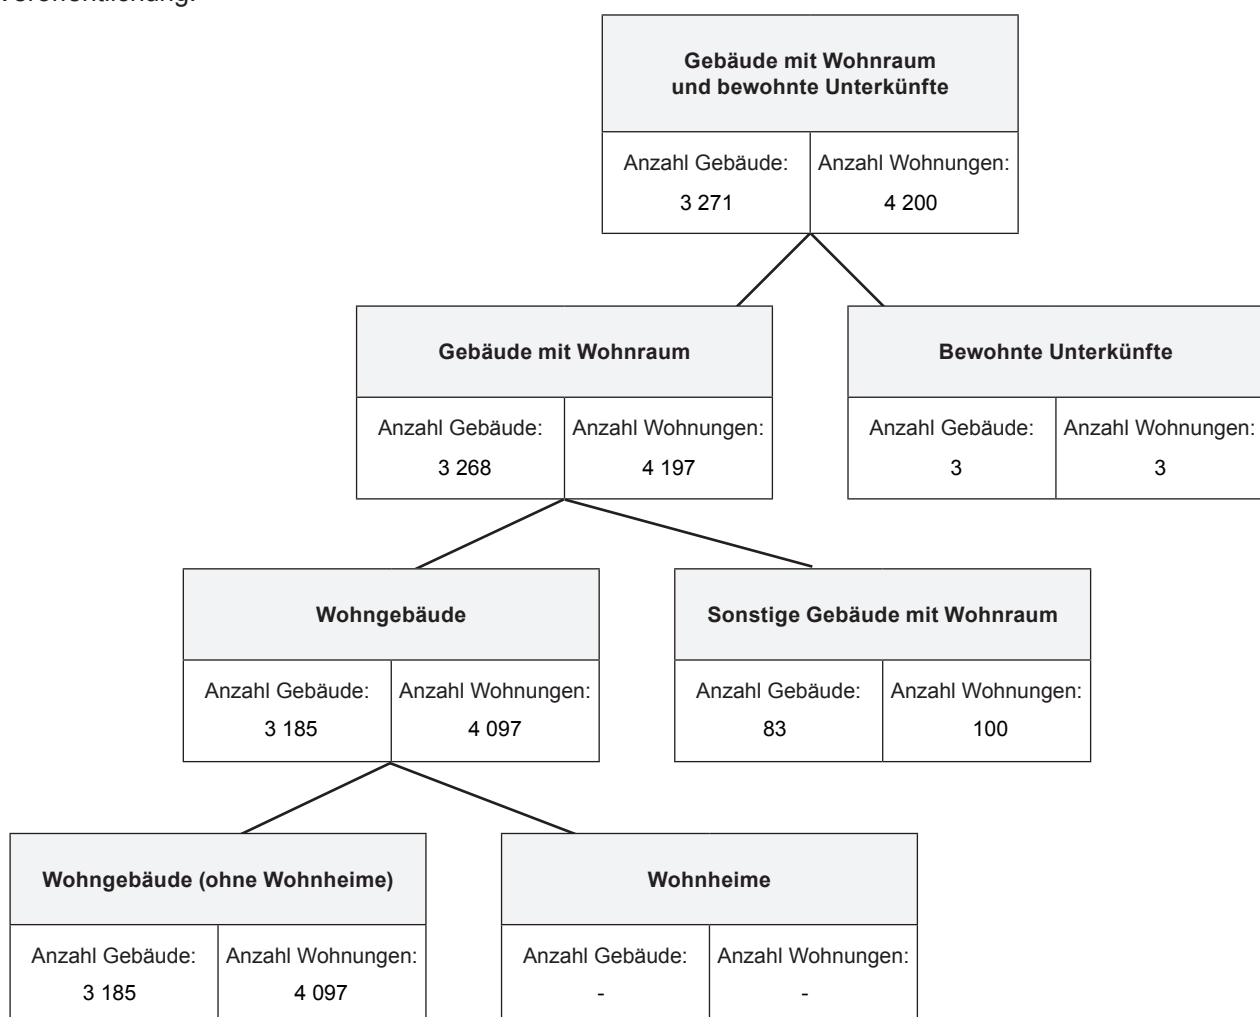 Veröffentlichung.
Gebäude mit Wohnraum
und bewohnte Unterkünfte
Anzahl Gebäude: Anzahl Wohnungen:
3 271 4 200
Gebäude mit Wohnraum Bewohnte Unterkünfte
Anzahl Gebäude: Anzahl Wohnungen: Anzahl Gebäude: Anzahl Wohnungen:
3 268 4 197 3 3
Wohngebäude Sonstige Gebäude mit Wohnraum
Anzahl Gebäude: Anzahl Wohnungen: Anzahl Gebäude: Anzahl Wohnungen:
3 185 4 097 83 100
Wohngebäude (ohne Wohnheime) Wohnheime
Anzahl Gebäude: Anzahl Wohnungen: Anzahl Gebäude: Anzahl Wohnungen:
3 185 4 097 - -